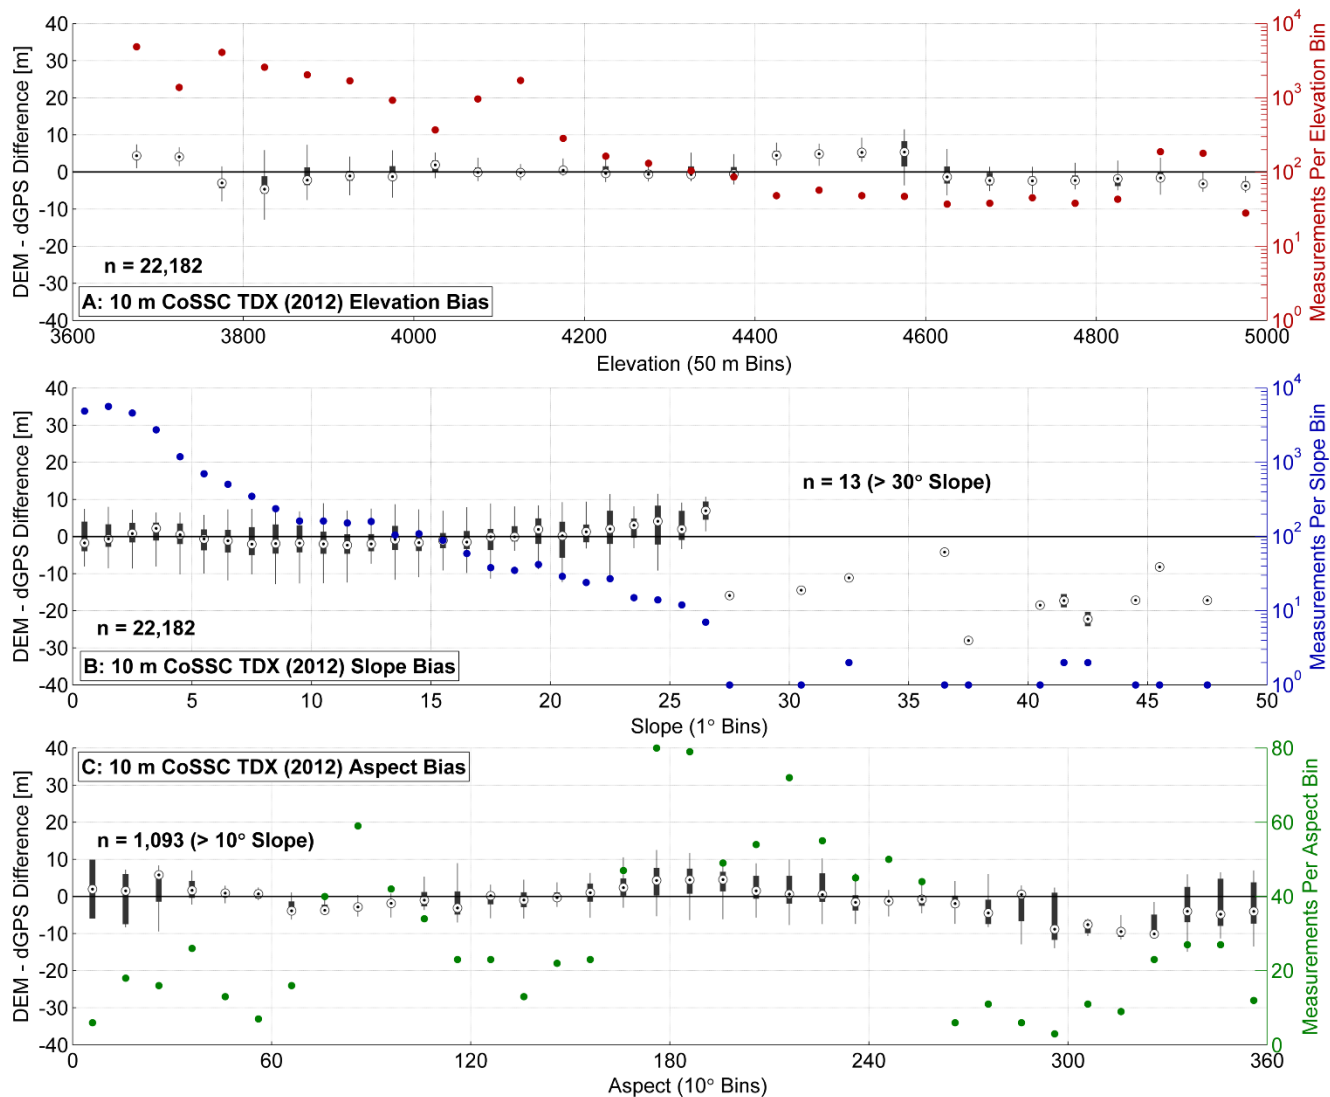 40
30
20
10
0
-10
-20
-30
-40
DEM - dGPS Difference [m]
n = 22,182
A: 10 m CoSSC TDX (2012) Elevation Bias
10^4
10^3
10^2
10^1
10^0
Measurements Per Elevation Bin
3600 3800 4000 4200 4400 4600 4800 5000
Elevation (50 m Bins)
40
30
20
10
0
-10
-20
-30
-40
DEM - dGPS Difference [m]
n = 13 (> 30° Slope)
n = 22,182
B: 10 m CoSSC TDX (2012) Slope Bias
10^4
10^3
10^2
10^1
10^0
Measurements Per Slope Bin
0 5 10 15 20 25 30 35 40 45 50
Slope (1° Bins)
40
30
20
10
0
-10
-20
-30
-40
DEM - dGPS Difference [m]
C: 10 m CoSSC TDX (2012) Aspect Bias
n = 1,093 (> 10° Slope)
80
60
40
20
0
Measurements Per Aspect Bin
0 60 120 180 240 300 360
Aspect (10° Bins)